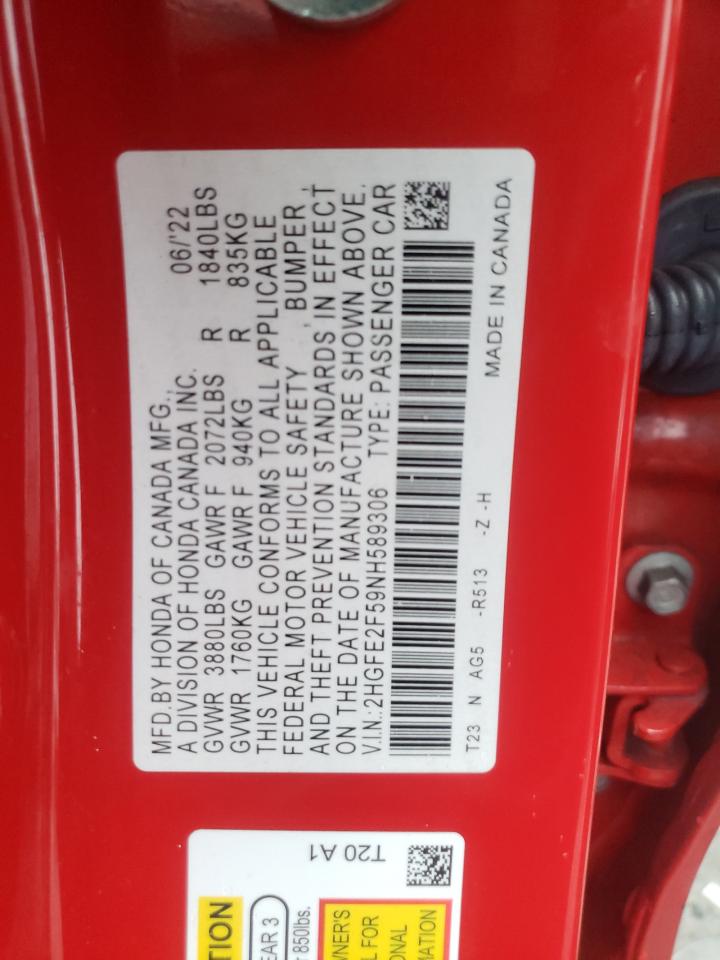 MFD.BY HONDA OF CANADA MFG., 06/'22
A DIVISION OF HONDA CANADA INC.
GVWR 3880LBS GAWR F 2072LBS R 1840LBS
GVWR 1760KG GAWR F 940KG R 835KG
THIS VEHICLE CONFORMS TO ALL APPLICABLE
FEDERAL MOTOR VEHICLE SAFETY , BUMPER ,
AND THEFT PREVENTION STANDARDS IN EFFECT
ON THE DATE OF MANUFACTURE SHOWN ABOVE.
V.I.N.:2HGFE2F59NH589306 TYPE: PASSENGER CAR
T23 N AG5 -R513 -Z -H MADE IN CANADA
T20 A1
850lbs.